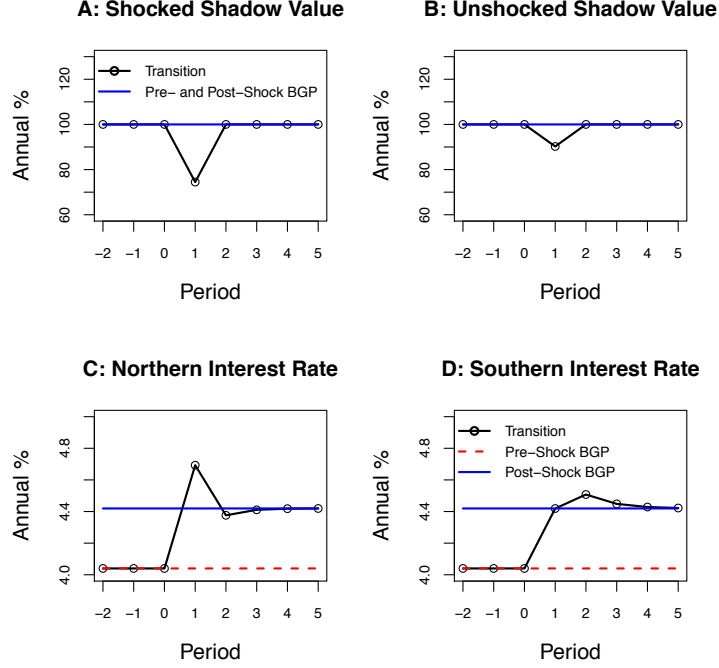 A: Shocked Shadow Value
B: Unshocked Shadow Value
Annual %
60
80
100
120
Transition
Pre- and Post-Shock BGP
−2 −1 0 1 2 3 4 5
Period
Annual %
60
80
100
120
−2 −1 0 1 2 3 4 5
Period
C: Northern Interest Rate
D: Southern Interest Rate
Annual %
4.0
4.4
4.8
−2 −1 0 1 2 3 4 5
Period
Annual %
4.0
4.4
4.8
Transition
Pre-Shock BGP
Post-Shock BGP
−2 −1 0 1 2 3 4 5
Period